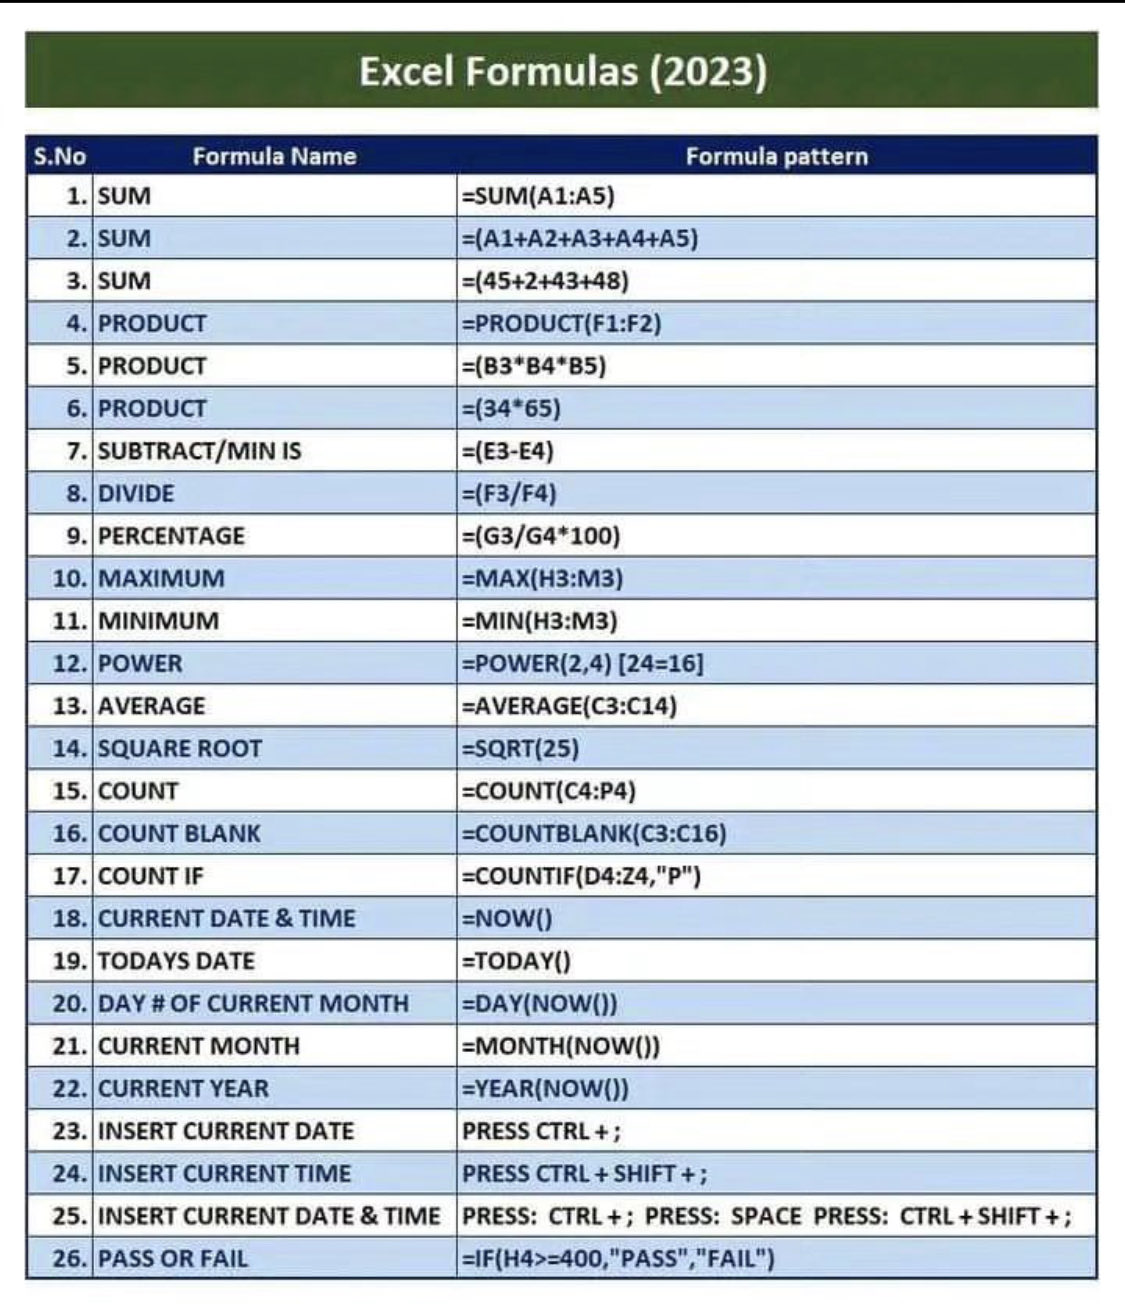 Excel Formulas (2023)
S.No Formula Name Formula pattern
1. SUM =SUM(A1:A5)
2. SUM =(A1+A2+A3+A4+A5)
3. SUM =(45+2+43+48)
4. PRODUCT =PRODUCT(F1:F2)
5. PRODUCT =(B3*B4*B5)
6. PRODUCT =(34*65)
7. SUBTRACT/MIN IS =(E3-E4)
8. DIVIDE =(F3/F4)
9. PERCENTAGE =(G3/G4*100)
10. MAXIMUM =MAX(H3:M3)
11. MINIMUM =MIN(H3:M3)
12. POWER =POWER(2,4) [24=16]
13. AVERAGE =AVERAGE(C3:C14)
14. SQUARE ROOT =SQRT(25)
15. COUNT =COUNT(C4:P4)
16. COUNT BLANK =COUNTBLANK(C3:C16)
17. COUNT IF =COUNTIF(D4:Z4,"P")
18. CURRENT DATE & TIME =NOW()
19. TODAYS DATE =TODAY()
20. DAY # OF CURRENT MONTH =DAY(NOW())
21. CURRENT MONTH =MONTH(NOW())
22. CURRENT YEAR =YEAR(NOW())
23. INSERT CURRENT DATE PRESS CTRL + ;
24. INSERT CURRENT TIME PRESS CTRL + SHIFT + ;
25. INSERT CURRENT DATE & TIME PRESS: CTRL + ; PRESS: SPACE PRESS: CTRL + SHIFT + ;
26. PASS OR FAIL =IF(H4>=400,"PASS","FAIL")